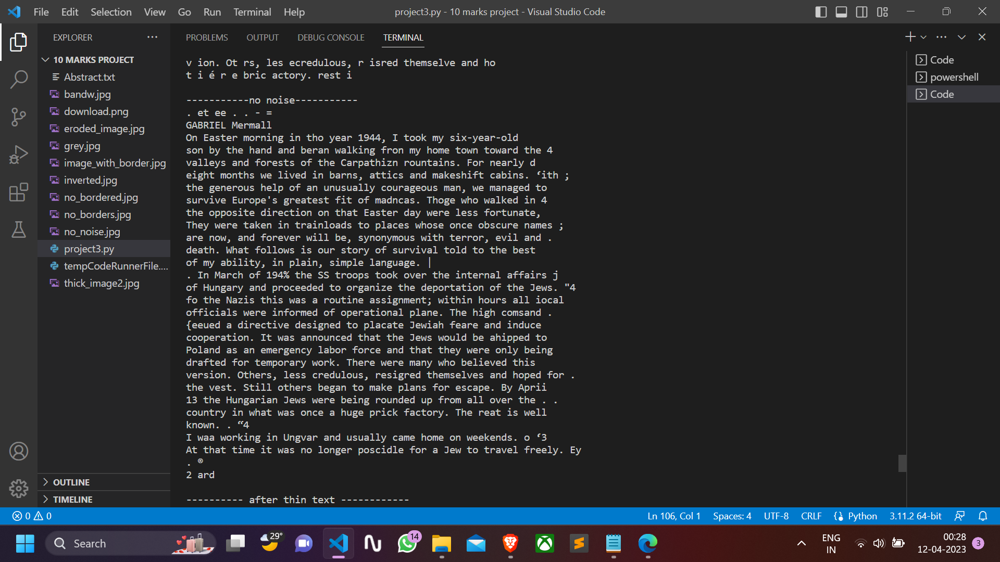 File Edit Selection View Go Run Terminal Help
project3.py - 10 marks project - Visual Studio Code
EXPLORER
10 MARKS PROJECT
Abstract.txt
bandw.jpg
download.png
eroded_image.jpg
grey.jpg
image_with_border.jpg
inverted.jpg
no_bordered.jpg
no_borders.jpg
no_noise.jpg
project3.py
tempCodeRunnerFile....
thick_image2.jpg
OUTLINE
TIMELINE
PROBLEMS OUTPUT DEBUG CONSOLE TERMINAL
v ion. Ot rs, les ecredulous, r isred themselve and ho
t i é r e bric actory. rest i
-----------no noise-----------
. et ee . . - =
GABRIEL Mermall
On Easter morning in tho year 1944, I took my six-year-old
son by the hand and beran walking fron my home town toward the 4
valleys and forests of the Carpathizn rountains. For nearly d
eight months we lived in barns, attics and makeshift cabins. ‘ith ;
the generous help of an unusually courageous man, we managed to
survive Europe's greatest fit of madncas. Thoge who walked in 4
the opposite direction on that Easter day were less fortunate,
They were taken in trainloads to places whose once obscure names ;
are now, and forever will be, synonymous with terror, evil and .
death. What follows is our story of survival told to the best
of my ability, in plain, simple language. |
. In March of 194% the SS troops took over the internal affairs j
of Hungary and proceeded to organize the deportation of the Jews. "4
fo the Nazis this was a routine assignment; within hours all iocal
officials were informed of operational plane. The high comsand .
{eeued a directive designed to placate Jewiah feare and induce
cooperation. It was announced that the Jews would be ahipped to
Poland as an emergency labor force and that they were only being
drafted for temporary work. There were many who believed this
version. Others, less credulous, resigred themselves and hoped for .
the vest. Still others began to make plans for escape. By Aprii
13 the Hungarian Jews were being rounded up from all over the . .
country in what was once a huge prick factory. The reat is well
known. . “4
I waa working in Ungvar and usually came home on weekends. o ‘3
At that time it was no longer poscidle for a Jew to travel freely. Ey
. ®
2 ard
---------- after thin text ------------
Code
powershell
Code
0 0
Ln 106, Col 1 Spaces: 4 UTF-8 CRLF Python 3.11.2 64-bit
Search
29°
14
ENG
IN
00:28
12-04-2023
3